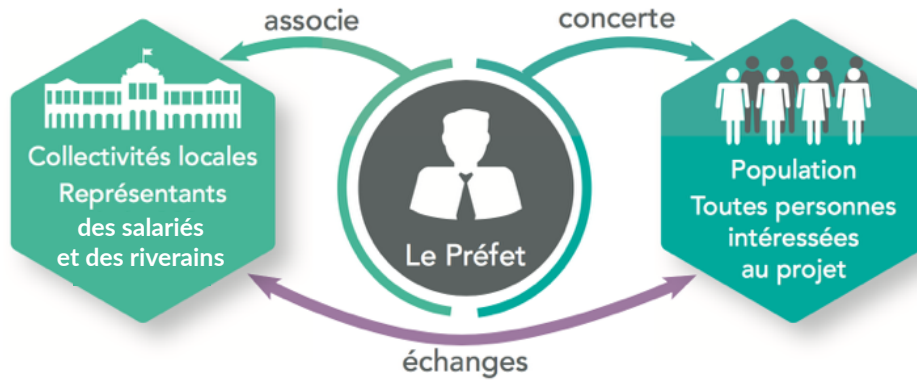 associe
concerte
Collectivités locales
Représentants
des salariés
et des riverains
Le Préfet
Population
Toutes personnes
intéressées
au projet
échanges